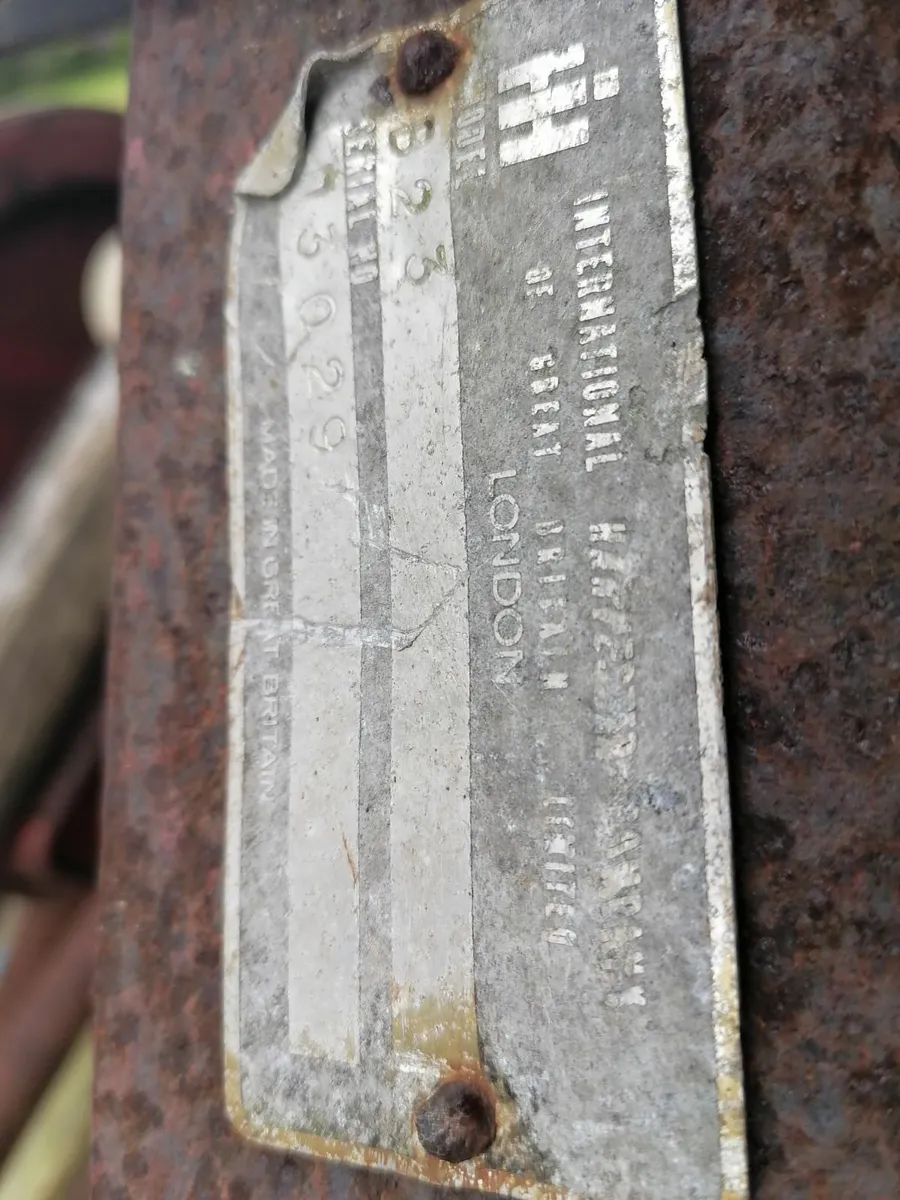 IH
INTERNATIONAL HARVESTER COMPANY
OF GREAT BRITAIN LIMITED
LONDON
MODEL
B23
SERIAL NO
13029
MADE IN GREAT BRITAIN